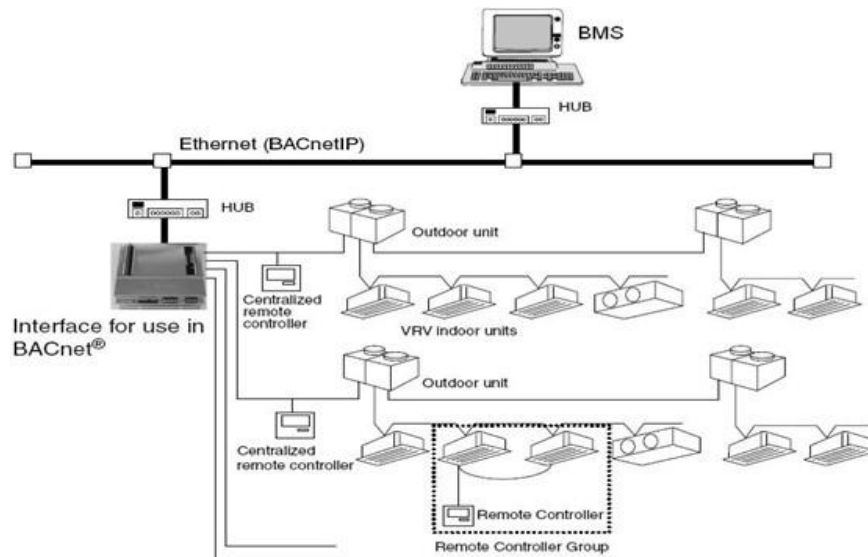 BMS
HUB
Ethernet (BACnetIP)
HUB
Outdoor unit
Centralized
remote
controller
VRV indoor units
Interface for use in
BACnet®
Outdoor unit
Centralized
remote controller
Remote Controller
Remote Controller Group